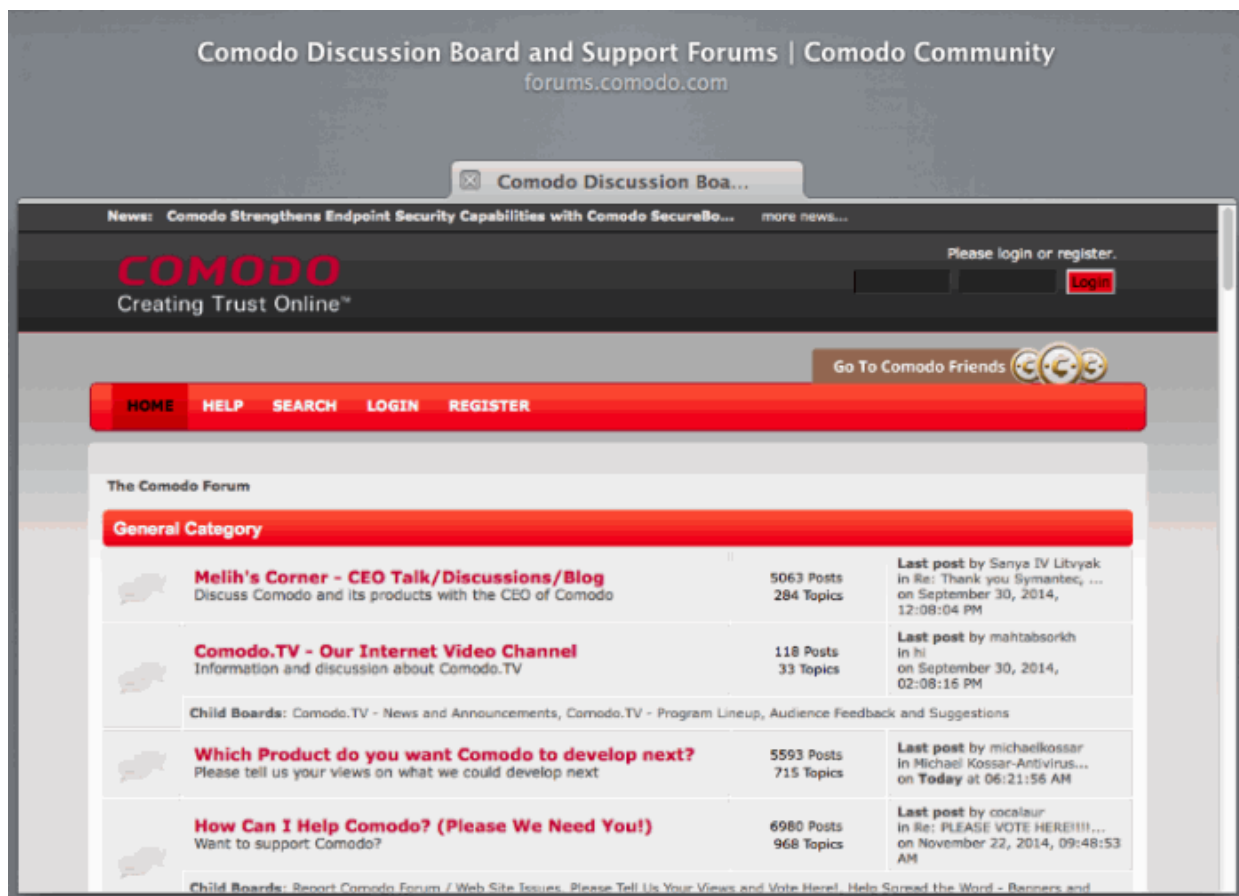 Comodo Discussion Board and Support Forums | Comodo Community
forums.comodo.com
Comodo Discussion Boa...
News: Comodo Strengthens Endpoint Security Capabilities with Comodo SecureBo... more news...
Please login or register.
COMODO
Creating Trust Online™
Login
Go To Comodo Friends
HOME HELP SEARCH LOGIN REGISTER
The Comodo Forum
General Category
Melih's Corner - CEO Talk/Discussions/Blog
Discuss Comodo and its products with the CEO of Comodo
5063 Posts
284 Topics
Last post by Sanya IV Litvyak
in Re: Thank you Symantec, ...
on September 30, 2014,
12:08:04 PM
Comodo.TV - Our Internet Video Channel
Information and discussion about Comodo.TV
118 Posts
33 Topics
Last post by mahtabsorkh
in hi
on September 30, 2014,
02:08:16 PM
Child Boards: Comodo.TV - News and Announcements, Comodo.TV - Program Lineup, Audience Feedback and Suggestions
Which Product do you want Comodo to develop next?
Please tell us your views on what we could develop next
5593 Posts
715 Topics
Last post by michaelkossar
in Michael Kossar-Antivirus...
on Today at 06:21:56 AM
How Can I Help Comodo? (Please We Need You!)
Want to support Comodo?
6980 Posts
968 Topics
Last post by cocalaur
in Re: PLEASE VOTE HERE!!!!...
on November 22, 2014, 09:48:53
AM
Child Boards: Report Comodo Forum / Web Site Issues, Please Tell Us Your Views and Vote Here!, Help Spread the Word - Banners and